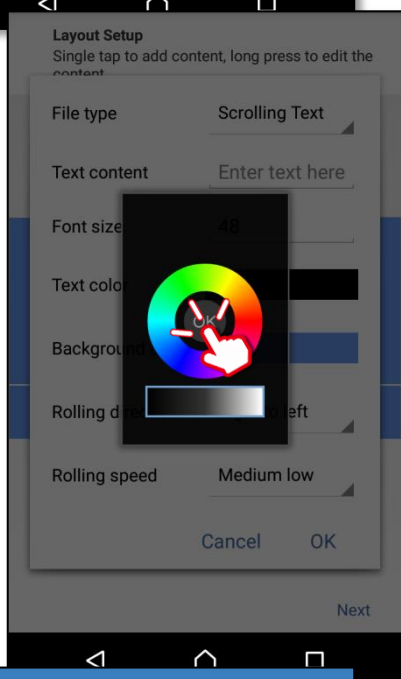 Layout Setup
Single tap to add content, long press to edit the
content
File type Scrolling Text
Text content Enter text here
Font size 48
Text color
Background
OK
Rolling left
Rolling speed Medium low
Cancel OK
Next